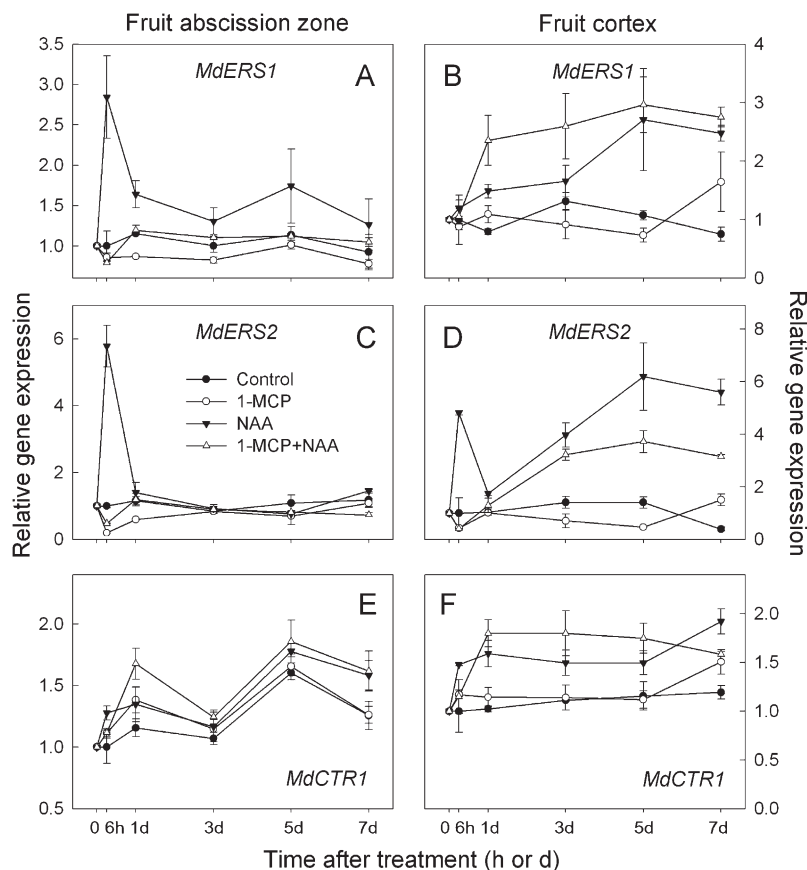 Fruit abscission zone
Fruit cortex
MdERS1
A
3.5
3.0
2.5
2.0
1.5
1.0
B
MdERS1
4
3
2
1
0
MdERS2
C
6
4
2
0
Control
1-MCP
NAA
1-MCP+NAA
D
MdERS2
8
6
4
2
0
E
MdCTR1
2.0
1.5
1.0
0.5
F
MdCTR1
2.0
1.5
1.0
0.5
0.0
Relative gene expression
Relative gene expression
0 6h 1d 3d 5d 7d
0 6h 1d 3d 5d 7d
Time after treatment (h or d)